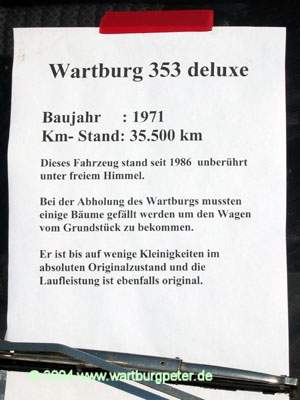 Wartburg 353 deluxe
Baujahr : 1971
Km- Stand: 35.500 km
Dieses Fahrzeug stand seit 1986 unberührt
unter freiem Himmel.
Bei der Abholung des Wartburgs mussten
einige Bäume gefällt werden um den Wagen
vom Grundstück zu bekommen.
Er ist bis auf wenige Kleinigkeiten im
absoluten Originalzustand und die
Laufleistung ist ebenfalls original.
© 2004 www.wartburgpeter.de